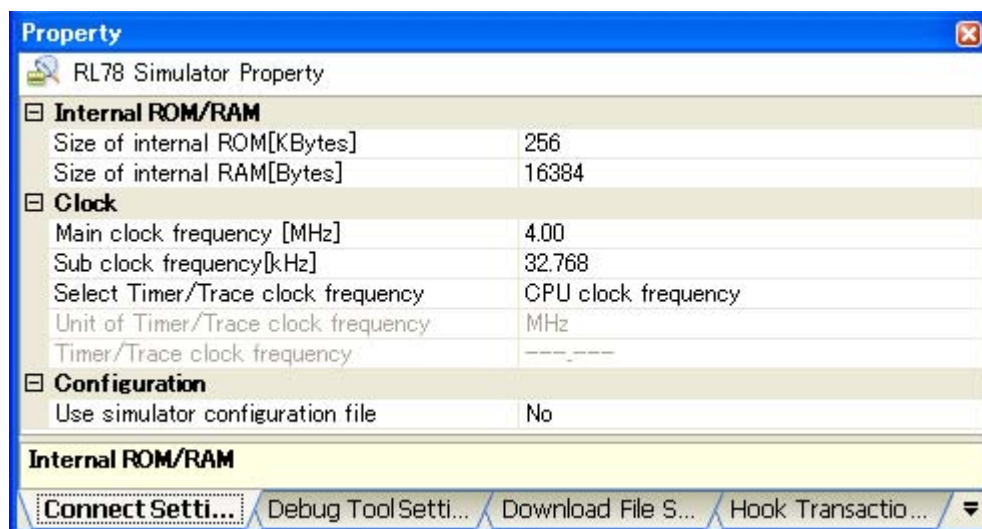 Property
RL78 Simulator Property
Internal ROM/RAM
Size of internal ROM[KBytes] 256
Size of internal RAM[Bytes] 16384
Clock
Main clock frequency [MHz] 4.00
Sub clock frequency[kHz] 32.768
Select Timer/Trace clock frequency CPU clock frequency
Unit of Timer/Trace clock frequency MHz
Timer/Trace clock frequency ---.---
Configuration
Use simulator configuration file No
Internal ROM/RAM
Connect Setti... Debug Tool Setti... Download File S... Hook Transactio...